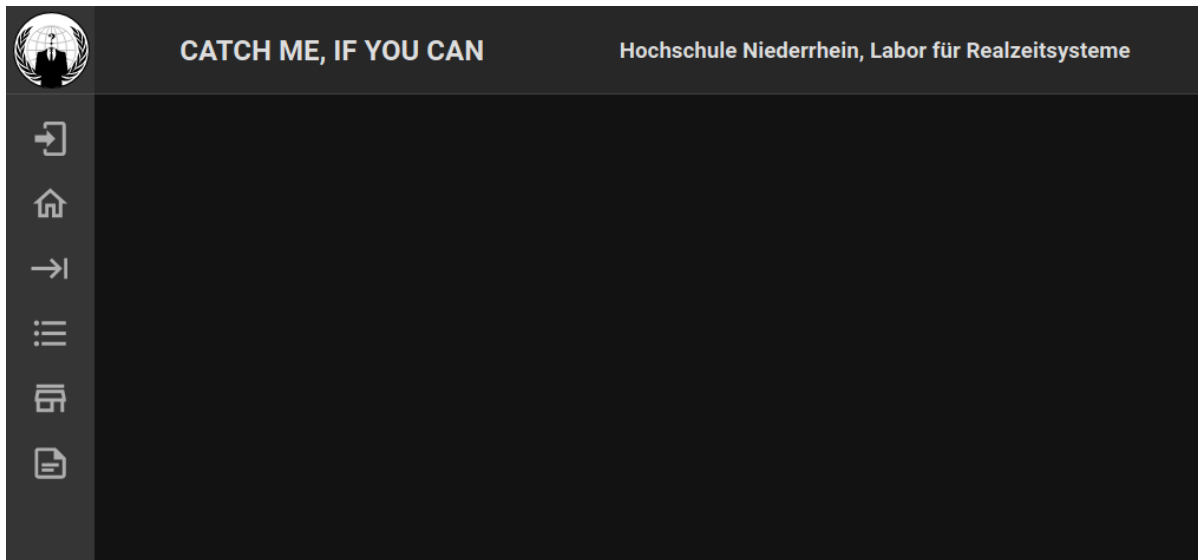 CATCH ME, IF YOU CAN
Hochschule Niederrhein, Labor für Realzeitsysteme